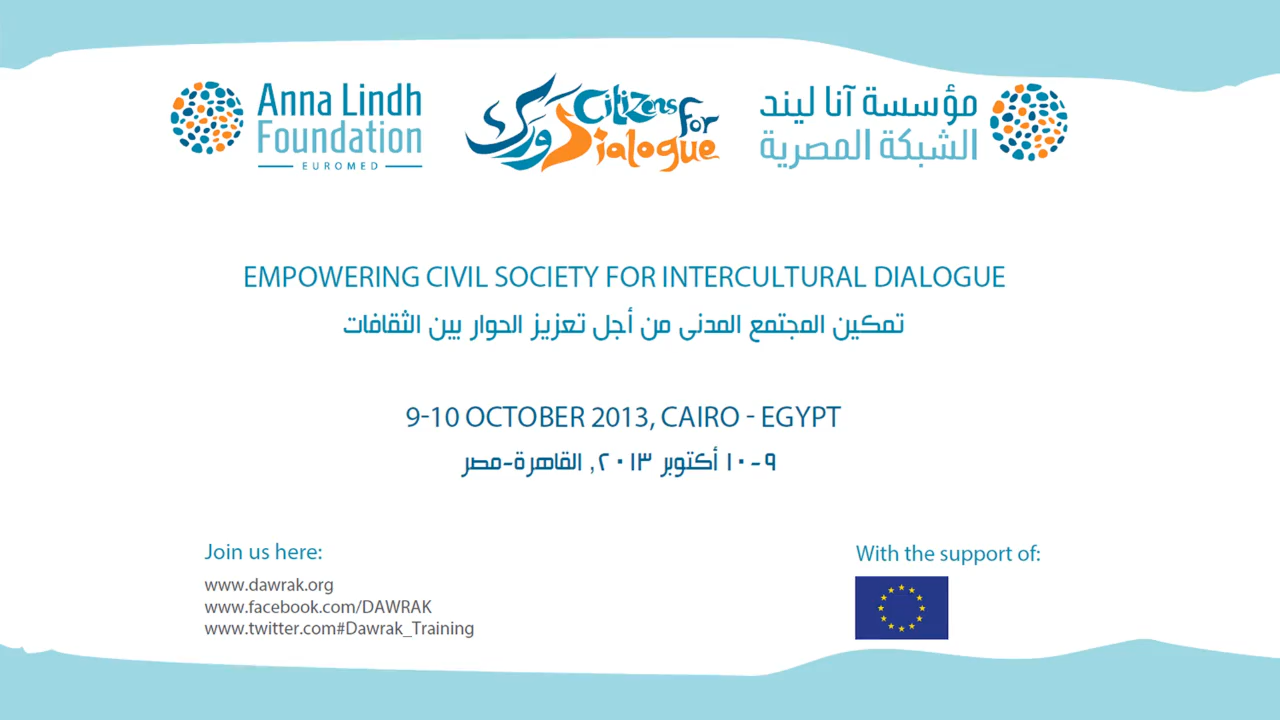 Anna Lindh
Foundation
EUROMED
دورك
Citizens
For
Dialogue
مؤسسة آنا ليند
الشبكة المصرية
EMPOWERING CIVIL SOCIETY FOR INTERCULTURAL DIALOGUE
تمكين المجتمع المدنى من أجل تعزيز الحوار بين الثقافات
9-10 OCTOBER 2013, CAIRO - EGYPT
٩-١٠ أكتوبر ٢٠١٣, القاهرة-مصر
Join us here:
www.dawrak.org
www.facebook.com/DAWRAK
www.twitter.com#Dawrak_Training
With the support of: